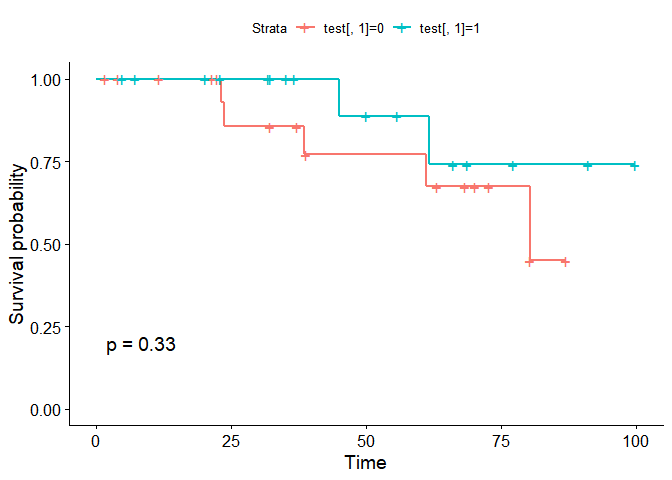 Strata test[, 1]=0 test[, 1]=1
1.00
0.75
0.50
0.25
0.00
Survival probability
p = 0.33
0 25 50 75 100
Time